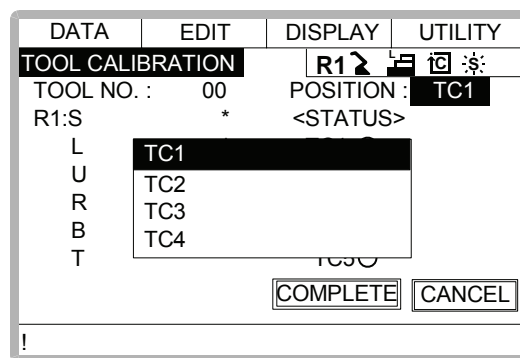 DATA EDIT DISPLAY UTILITY
TOOL CALIBRATION R1 S
TOOL NO. : 00 POSITION : TC1
R1:S * <STATUS>
L
U
R
B
T
TC1
TC2
TC3
TC4
COMPLETE CANCEL
!